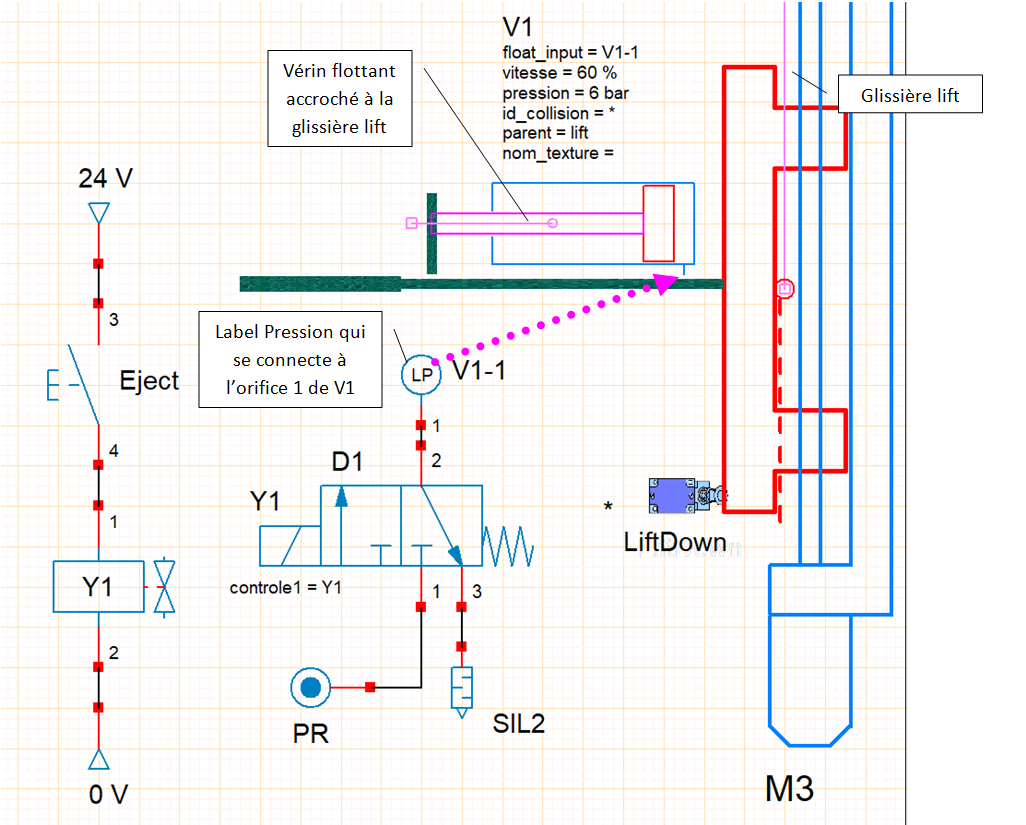 V1
float_input = V1-1
vitesse = 60 %
pression = 6 bar
id_collision = *
parent = lift
nom_texture =
Vérin flottant
accroché à la
glissière lift
Glissière lift
24 V
3
Eject
4
1
Y1
2
0 V
Label Pression qui
se connecte à
l’orifice 1 de V1
LP
V1-1
1
2
D1
Y1
controle1 = Y1
1
3
PR
SIL2
*
LiftDown
M3